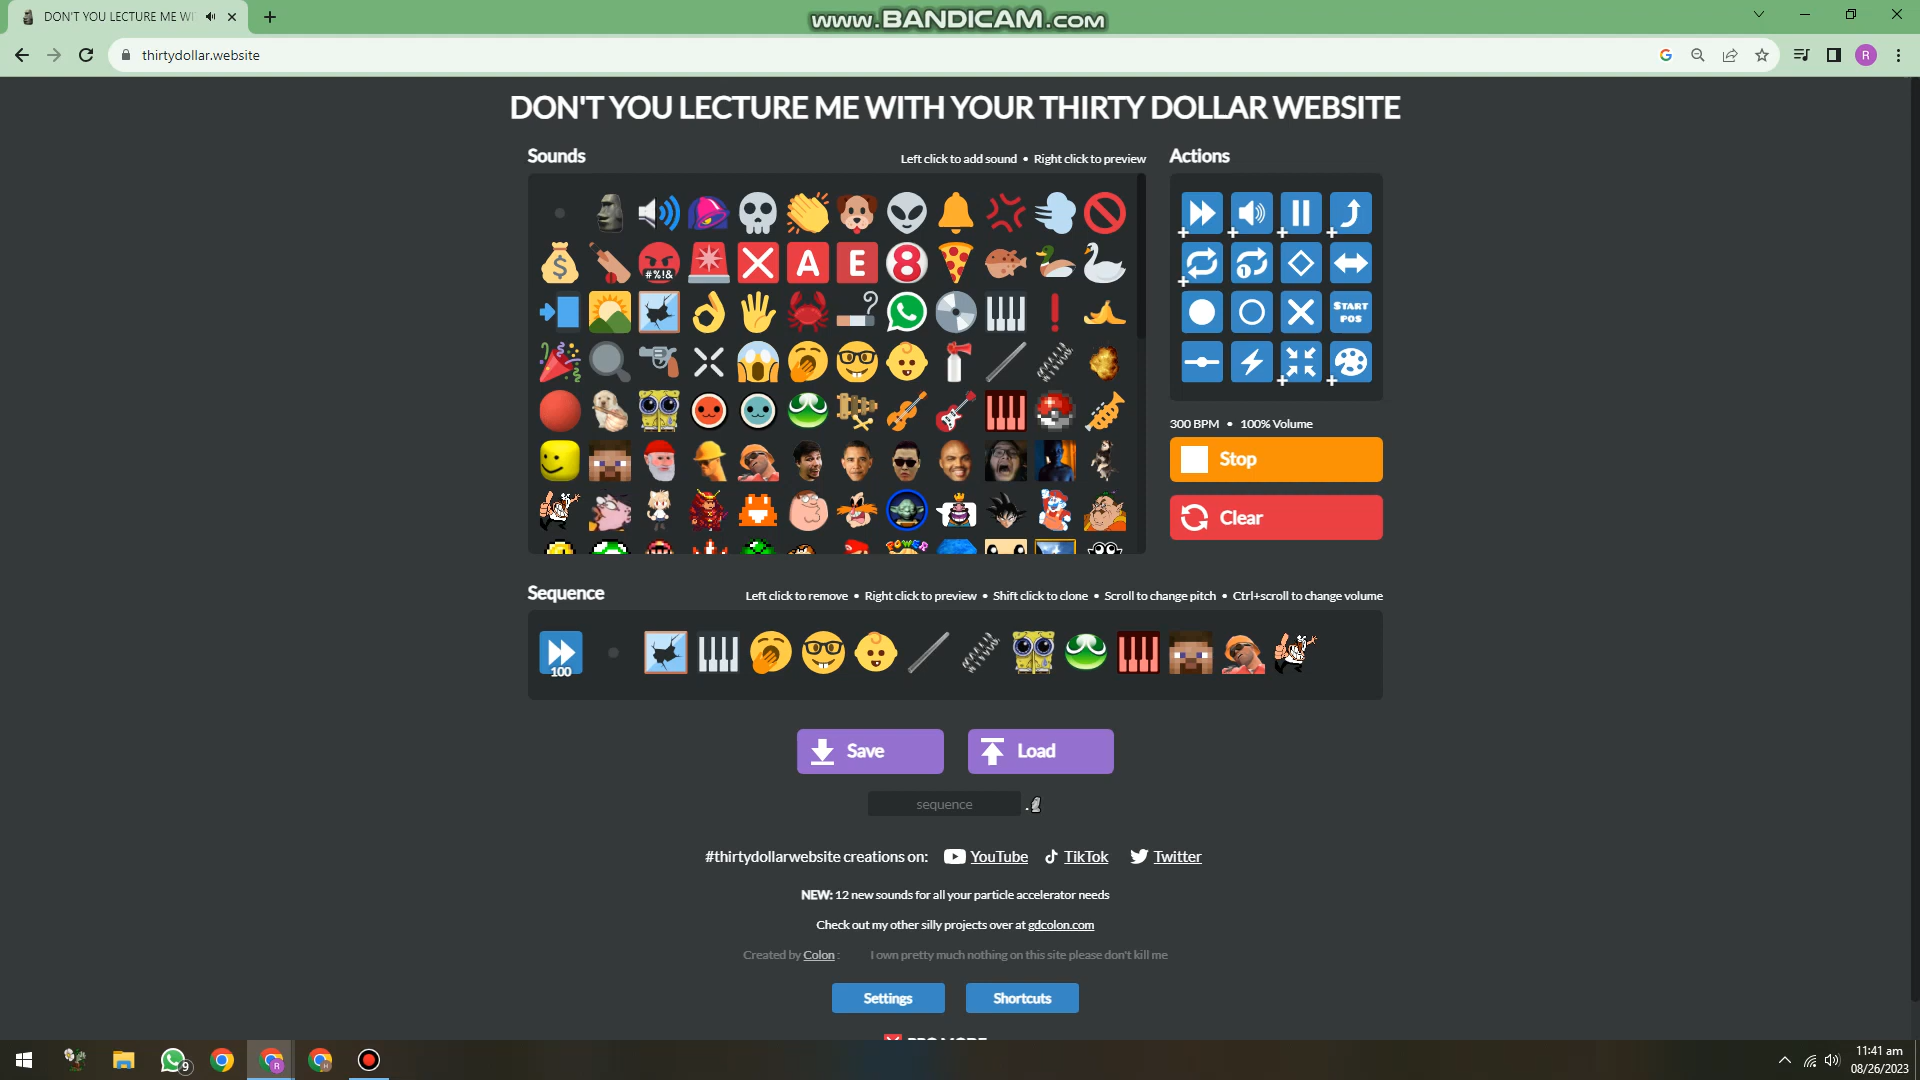 DON'T YOU LECTURE ME WI
www.BANDICAM.com
thirtydollar.website
R
DON'T YOU LECTURE ME WITH YOUR THIRTY DOLLAR WEBSITE
Sounds
Left click to add sound • Right click to preview
Actions
#%!&
A
E
8
1
START
POS
300 BPM • 100% Volume
Stop
Clear
POWER
Sequence
Left click to remove • Right click to preview • Shift click to clone • Scroll to change pitch • Ctrl+scroll to change volume
100
Save
Load
sequence
#thirtydollarwebsite creations on:
YouTube
TikTok
Twitter
NEW: 12 new sounds for all your particle accelerator needs
Check out my other silly projects over at gdcolon.com
Created by Colon :
I own pretty much nothing on this site please don't kill me
Settings
Shortcuts
9
R
H
11:41 am
08/26/2023